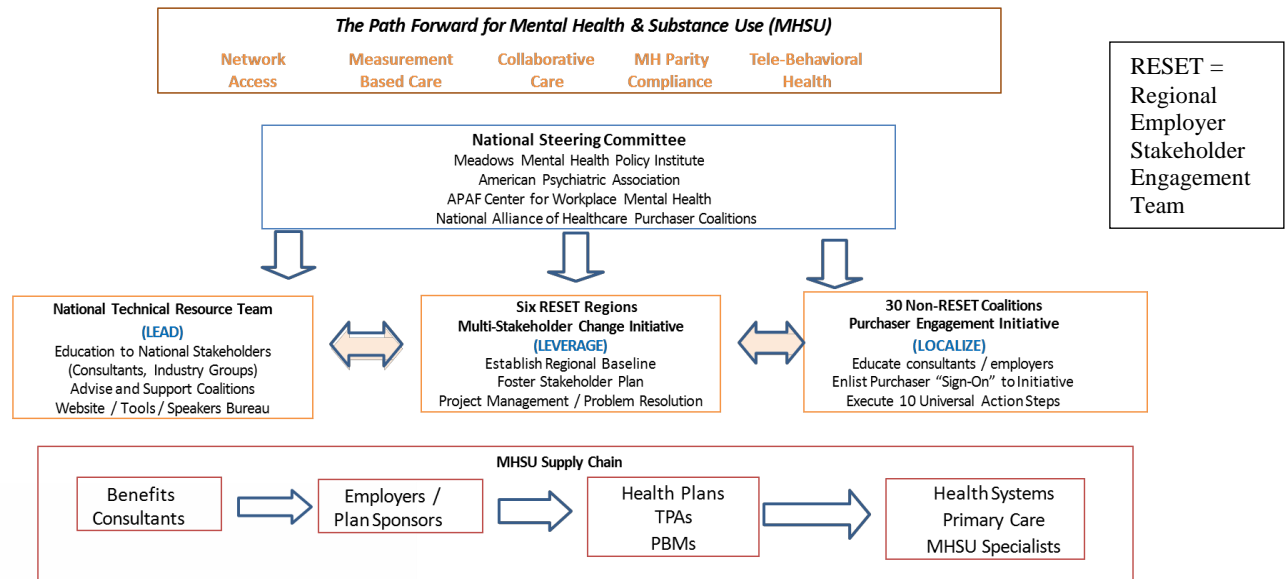 The Path Forward for Mental Health & Substance Use (MHSU)
Network Access
Measurement Based Care
Collaborative Care
MH Parity Compliance
Tele-Behavioral Health
RESET =
Regional
Employer
Stakeholder
Engagement
Team
National Steering Committee
Meadows Mental Health Policy Institute
American Psychiatric Association
APAF Center for Workplace Mental Health
National Alliance of Healthcare Purchaser Coalitions
National Technical Resource Team
(LEAD)
Education to National Stakeholders
(Consultants, Industry Groups)
Advise and Support Coalitions
Website / Tools / Speakers Bureau
Six RESET Regions
Multi-Stakeholder Change Initiative
(LEVERAGE)
Establish Regional Baseline
Foster Stakeholder Plan
Project Management / Problem Resolution
30 Non-RESET Coalitions
Purchaser Engagement Initiative
(LOCALIZE)
Educate consultants / employers
Enlist Purchaser “Sign-On” to Initiative
Execute 10 Universal Action Steps
MHSU Supply Chain
Benefits
Consultants
Employers /
Plan Sponsors
Health Plans
TPAs
PBMs
Health Systems
Primary Care
MHSU Specialists